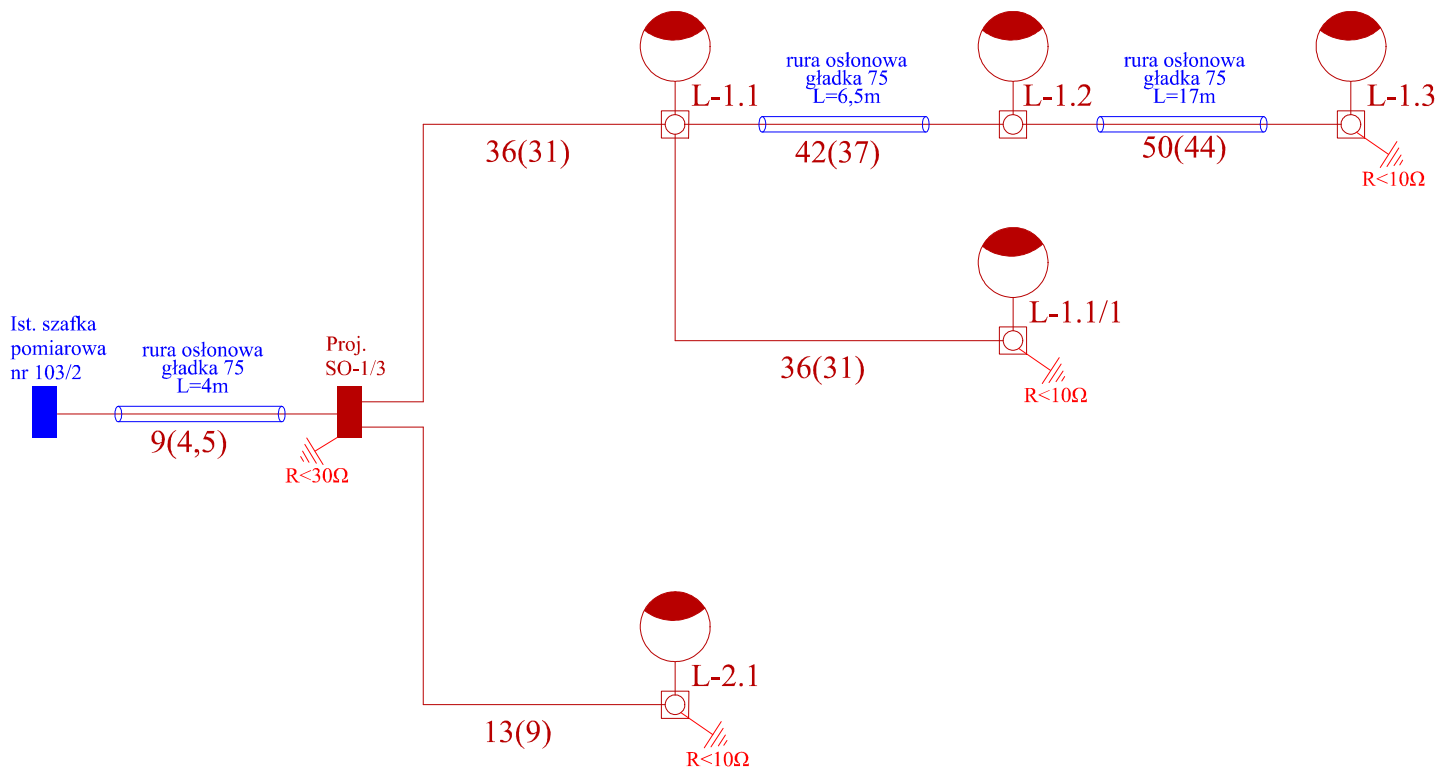 L-1.1
rura osłonowa
gładka 75
L=6,5m
L-1.2
rura osłonowa
gładka 75
L=17m
L-1.3
36(31)
42(37)
50(44)
R<10Ω
L-1.1/1
36(31)
R<10Ω
Ist. szafka
pomiarowa
nr 103/2
rura osłonowa
gładka 75
L=4m
Proj.
SO-1/3
9(4,5)
R<30Ω
L-2.1
13(9)
R<10Ω